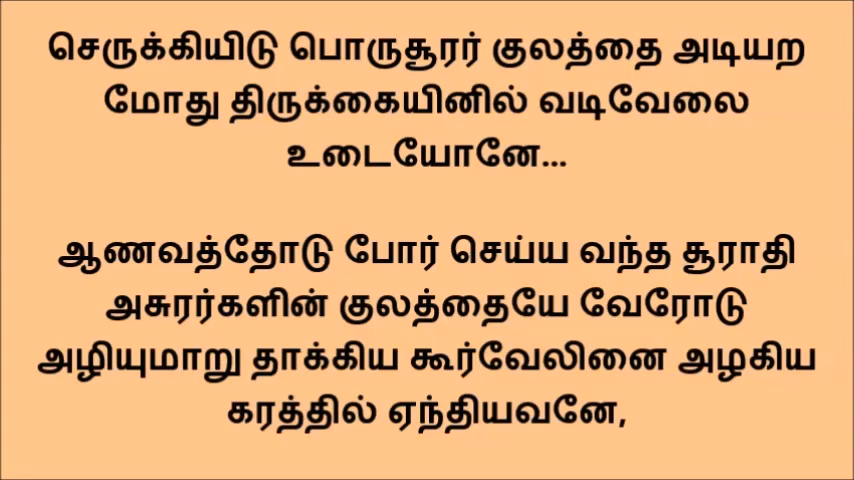 செருக்கியிடு பொருசூரர் குலத்தை அடியற
மோது திருக்கையினில் வடிவேலை
உடையோனே...
ஆணவத்தோடு போர் செய்ய வந்த சூராதி
அசுரர்களின் குலத்தையே வேரோடு
அழியுமாறு தாக்கிய கூர்வேலினை அழகிய
கரத்தில் ஏந்தியவனே,